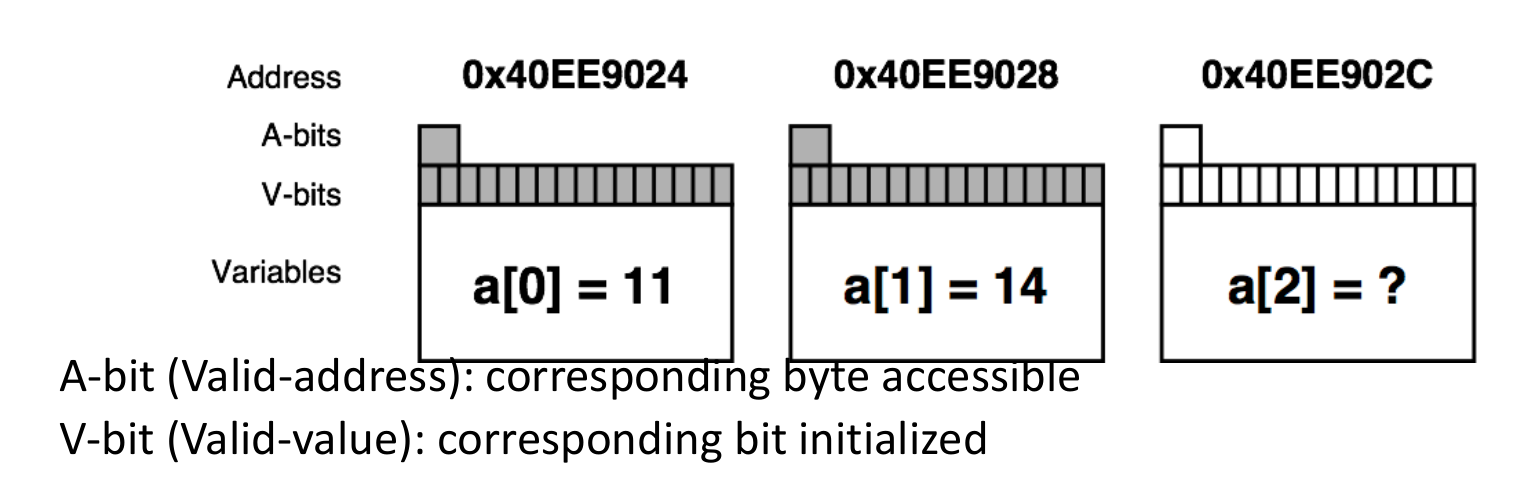 Address 0x40EE9024 0x40EE9028 0x40EE902C
A-bits
V-bits
Variables a[0] = 11 a[1] = 14 a[2] = ?
A-bit (Valid-address): corresponding byte accessible
V-bit (Valid-value): corresponding bit initialized